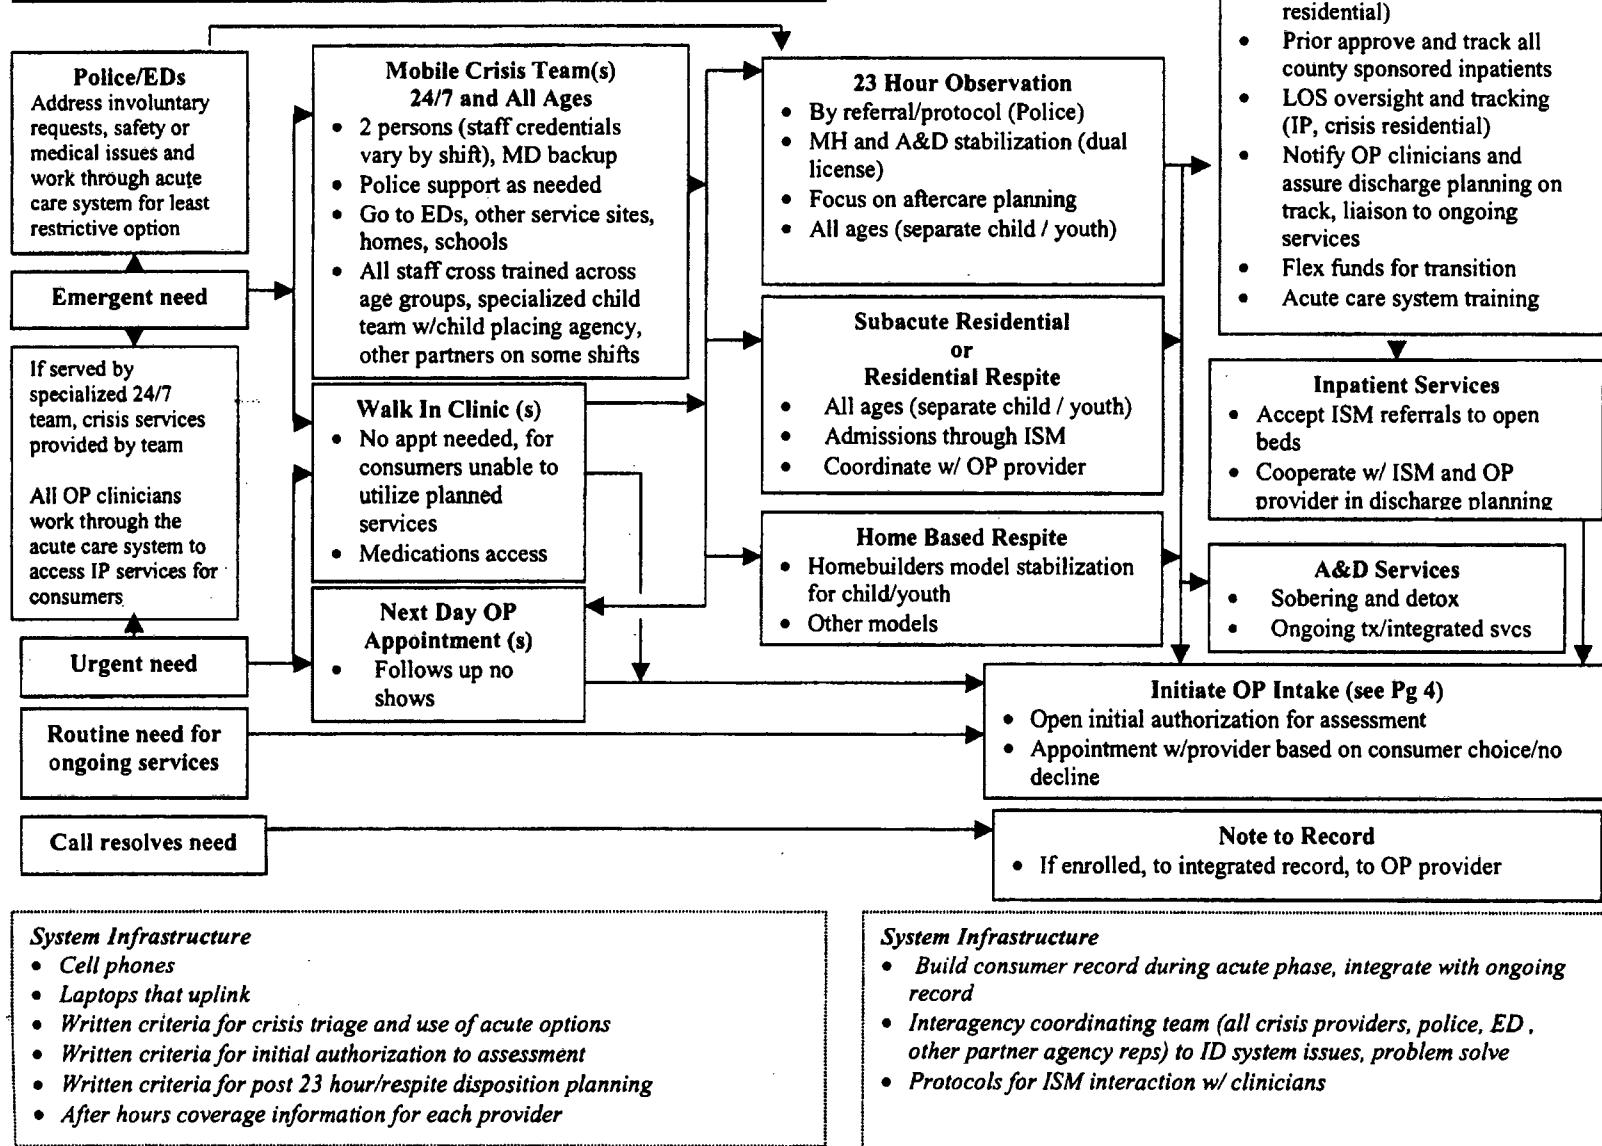 Police/EDs
Address involuntary
requests, safety or
medical issues and
work through acute
care system for least
restrictive option
Emergent need
If served by
specialized 24/7
team, crisis services
provided by team
All OP clinicians
work through the
acute care system to
access IP services for
consumers
Urgent need
Routine need for
ongoing services
Call resolves need
Mobile Crisis Team(s)
24/7 and All Ages
• 2 persons (staff credentials
vary by shift), MD backup
• Police support as needed
• Go to EDs, other service sites,
homes, schools
• All staff cross trained across
age groups, specialized child
team w/child placing agency,
other partners on some shifts
Walk In Clinic (s)
• No appt needed, for
consumers unable to
utilize planned
services
• Medications access
Next Day OP
Appointment (s)
• Follows up no
shows
23 Hour Observation
• By referral/protocol (Police)
• MH and A&D stabilization (dual
license)
• Focus on aftercare planning
• All ages (separate child / youth)
Subacute Residential
or
Residential Respite
• All ages (separate child / youth)
• Admissions through ISM
• Coordinate w/ OP provider
Home Based Respite
• Homebuilders model stabilization
for child/youth
• Other models
residential)
• Prior approve and track all
county sponsored inpatients
• LOS oversight and tracking
(IP, crisis residential)
• Notify OP clinicians and
assure discharge planning on
track, liaison to ongoing
services
• Flex funds for transition
• Acute care system training
Inpatient Services
• Accept ISM referrals to open
beds
• Cooperate w/ ISM and OP
provider in discharge planning
A&D Services
• Sobering and detox
• Ongoing tx/integrated svcs
Initiate OP Intake (see Pg 4)
• Open initial authorization for assessment
• Appointment w/provider based on consumer choice/no
decline
Note to Record
• If enrolled, to integrated record, to OP provider
System Infrastructure
• Cell phones
• Laptops that uplink
• Written criteria for crisis triage and use of acute options
• Written criteria for initial authorization to assessment
• Written criteria for post 23 hour/respite disposition planning
• After hours coverage information for each provider
System Infrastructure
• Build consumer record during acute phase, integrate with ongoing
record
• Interagency coordinating team (all crisis providers, police, ED ,
other partner agency reps) to ID system issues, problem solve
• Protocols for ISM interaction w/ clinicians